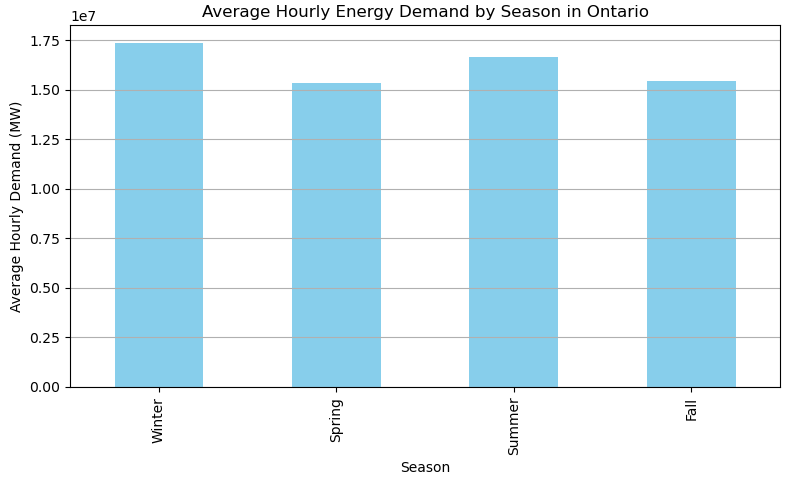 Average Hourly Energy Demand by Season in Ontario
1e7
1.75
1.50
1.25
1.00
0.75
0.50
0.25
0.00
Average Hourly Demand (MW)
Winter
Spring
Summer
Fall
Season